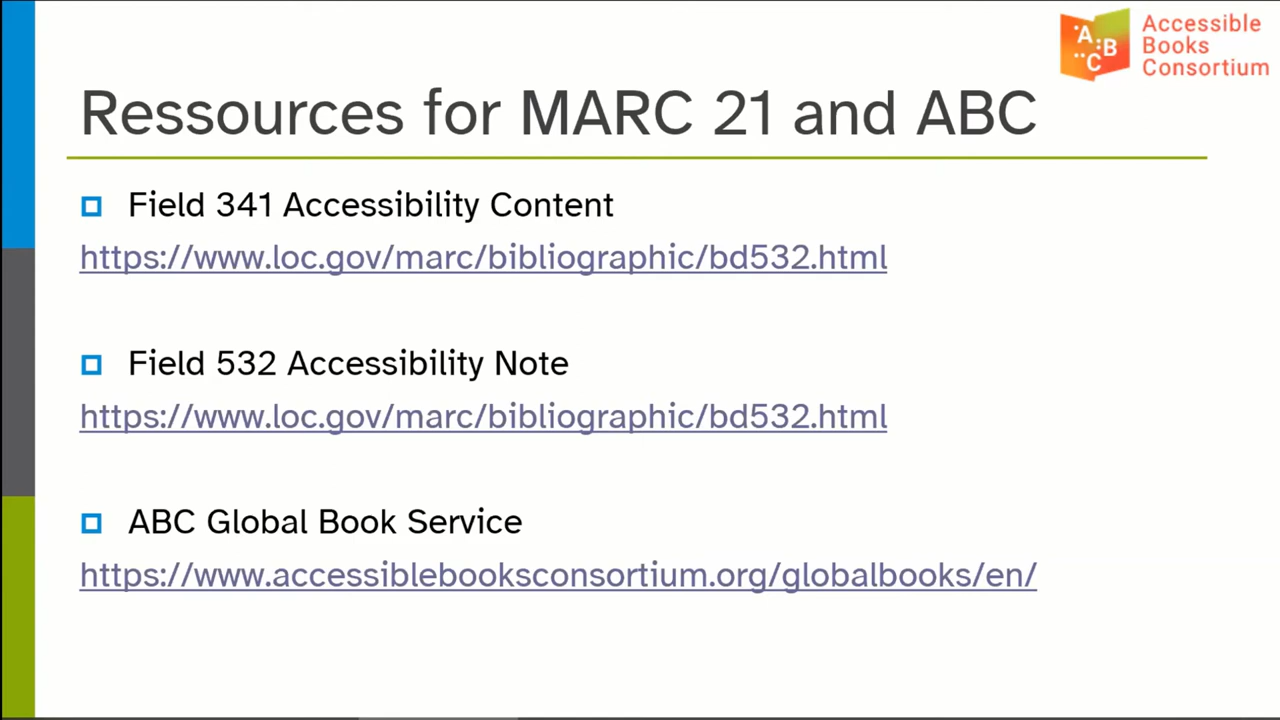 Accessible
Books
Consortium
A
B
C
Ressources for MARC 21 and ABC
Field 341 Accessibility Content
https://www.loc.gov/marc/bibliographic/bd532.html
Field 532 Accessibility Note
https://www.loc.gov/marc/bibliographic/bd532.html
ABC Global Book Service
https://www.accessiblebooksconsortium.org/globalbooks/en/